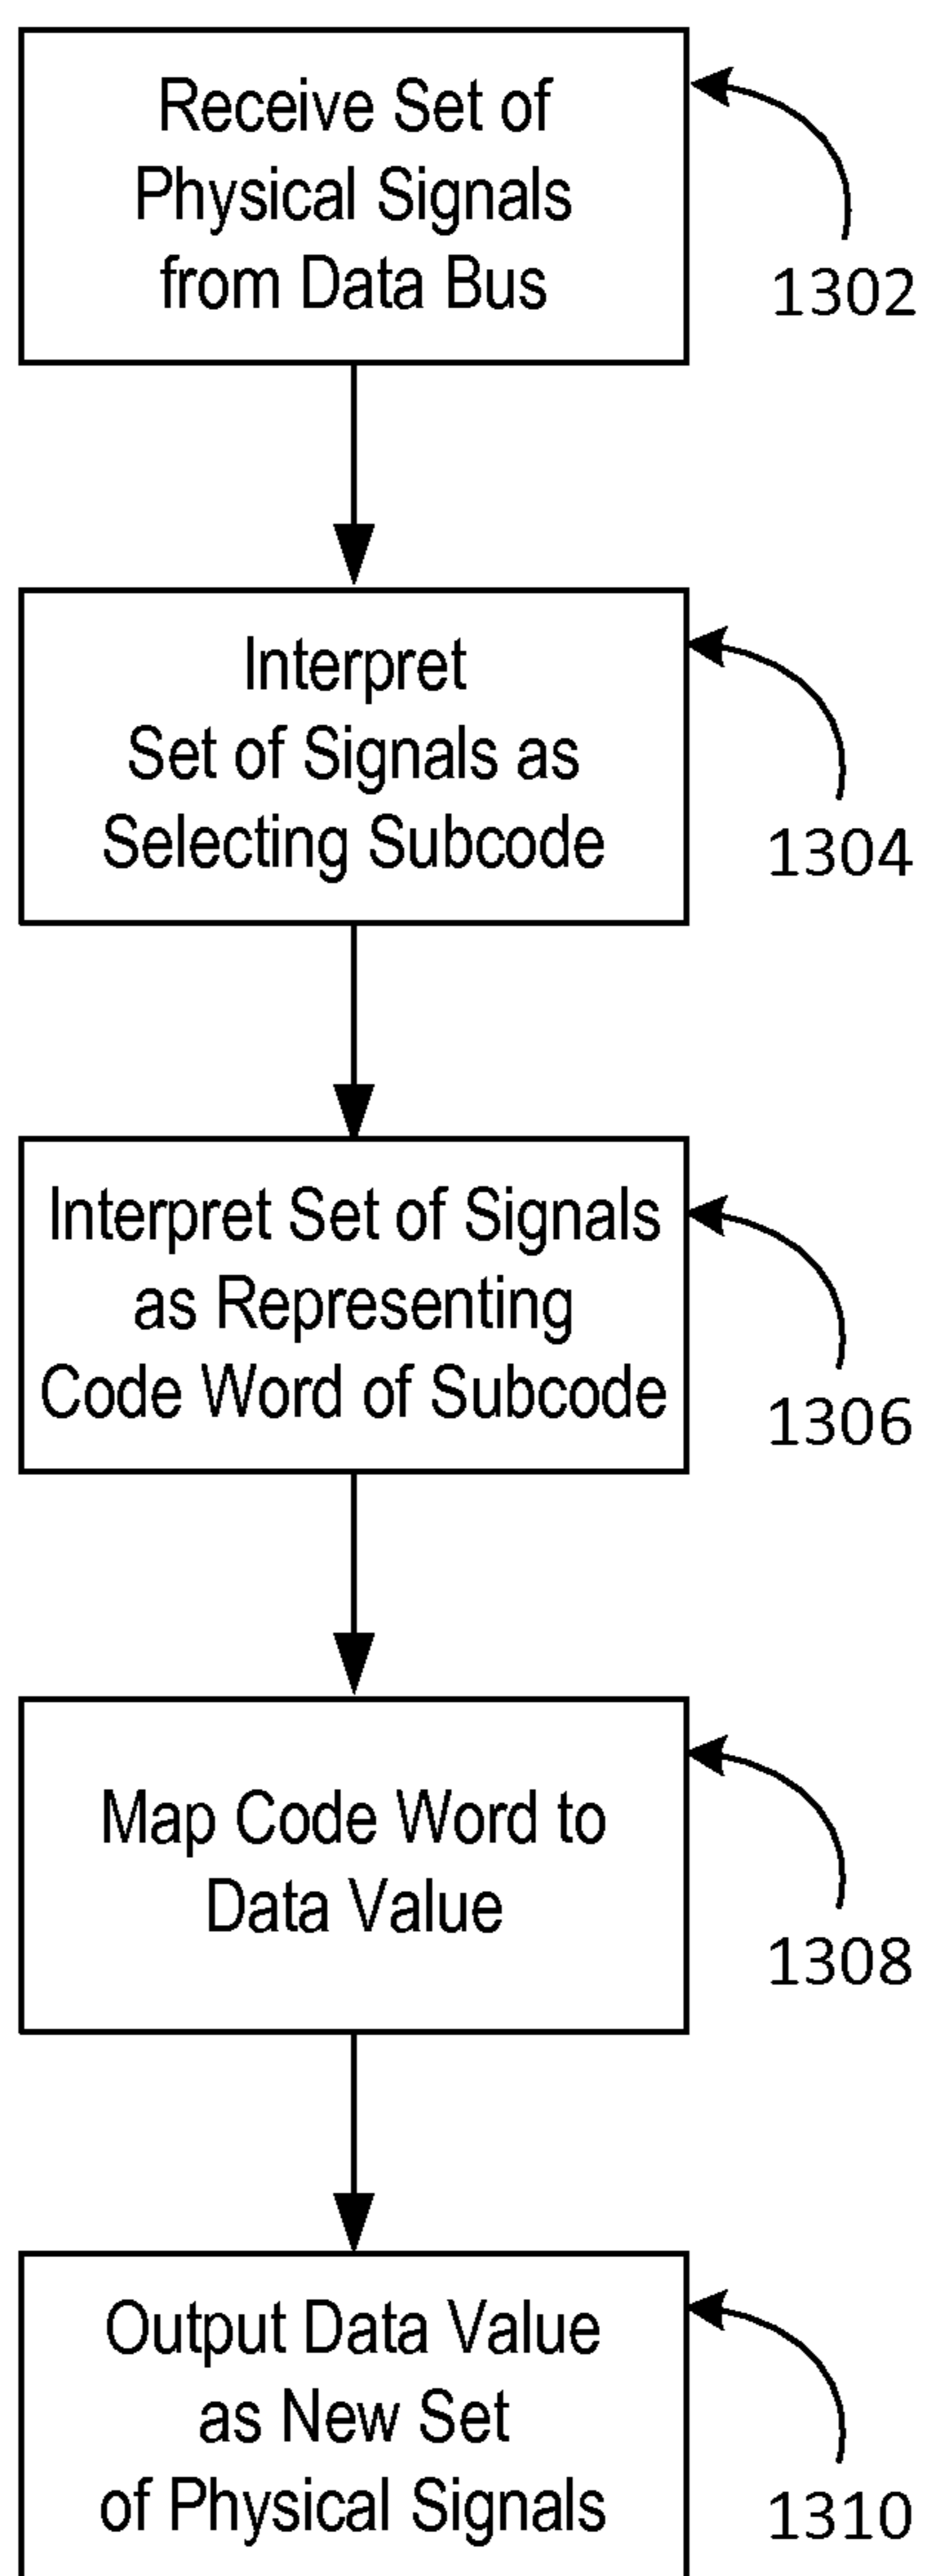 Receive Set of
Physical Signals
from Data Bus
1302
Interpret
Set of Signals as
Selecting Subcode
1304
Interpret Set of Signals
as Representing
Code Word of Subcode
1306
Map Code Word to
Data Value
1308
Output Data Value
as New Set
of Physical Signals
1310